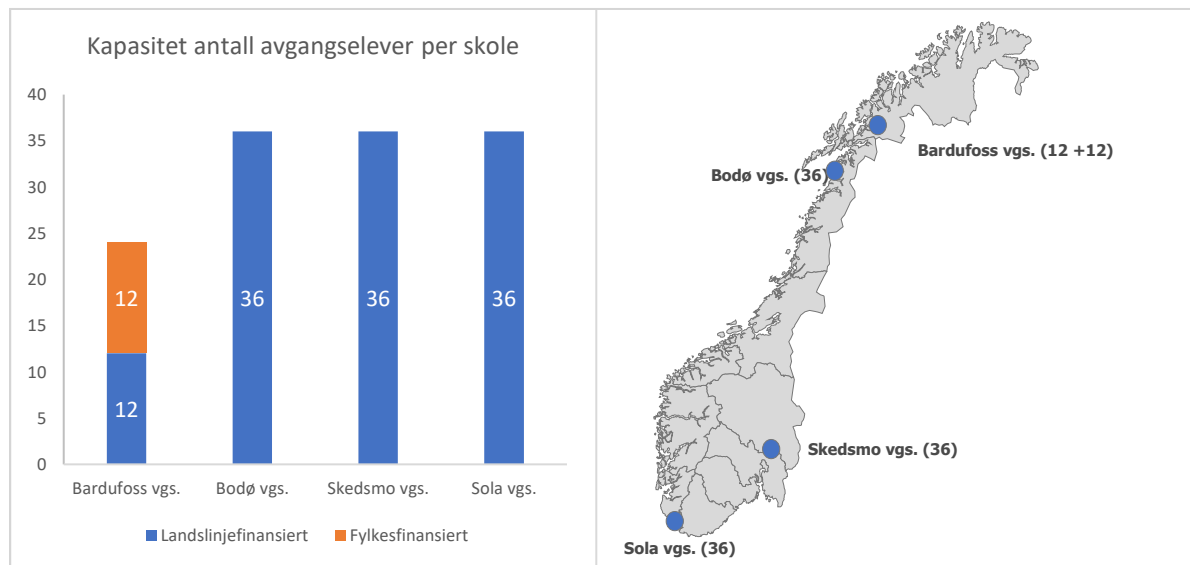 Kapasitet antall avgangselever per skole
40
35
30
25
20
15
10
5
0
12
12
36
36
36
Bardufoss vgs.
Bodø vgs.
Skedsmo vgs.
Sola vgs.
Landslinjefinansiert
Fylkesfinansiert
Bardufoss vgs. (12 +12)
Bodø vgs. (36)
Skedsmo vgs. (36)
Sola vgs. (36)